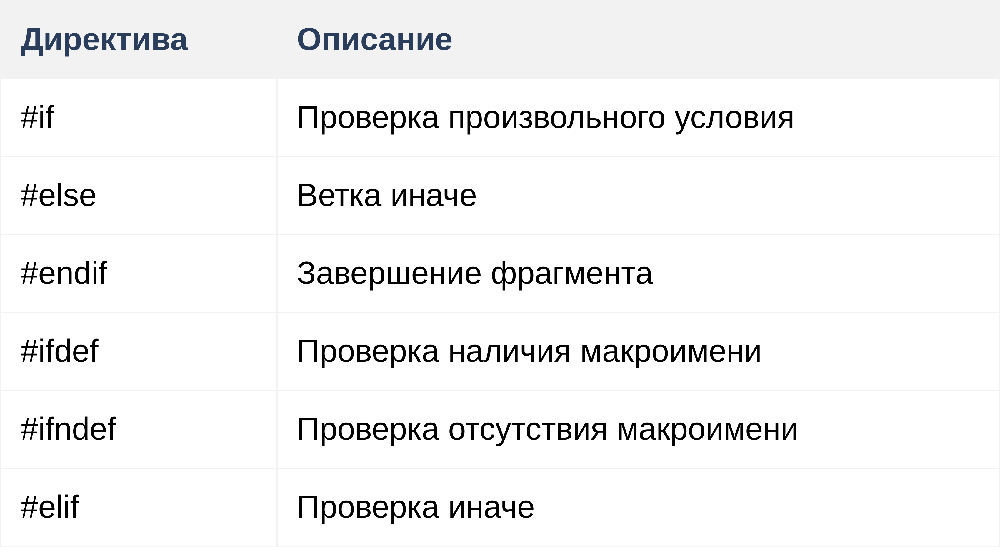 Директива Описание
#if Проверка произвольного условия
#else Ветка иначе
#endif Завершение фрагмента
#ifdef Проверка наличия макроимени
#ifndef Проверка отсутствия макроимени
#elif Проверка иначе